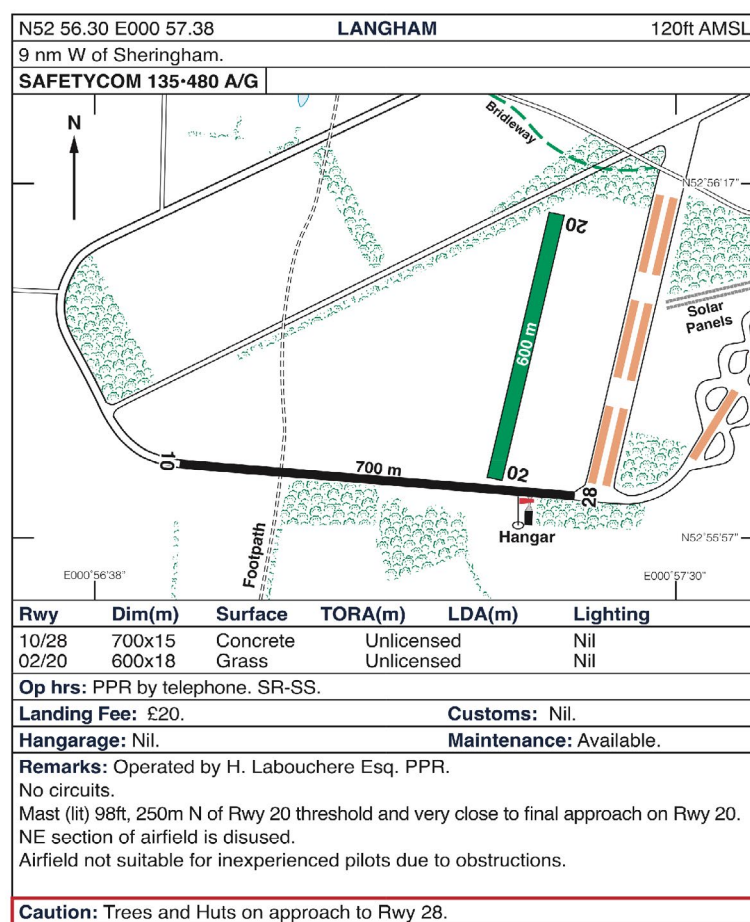 N52 56.30 E000 57.38 LANGHAM 120ft AMSL
9 nm W of Sheringham.
SAFETYCOM 135·480 A/G
N
Bridleway
N52˚56'17"
20
600 m
Solar
Panels
02
10
700 m
28
Hangar
Footpath
N52˚55'57"
E000˚56'38"
E000˚57'30"
Rwy Dim(m) Surface TORA(m) LDA(m) Lighting
10/28 700x15 Concrete Unlicensed Nil
02/20 600x18 Grass Unlicensed Nil
Op hrs: PPR by telephone. SR-SS.
Landing Fee: £20. Customs: Nil.
Hangarage: Nil. Maintenance: Available.
Remarks: Operated by H. Labouchere Esq. PPR.
No circuits.
Mast (lit) 98ft, 250m N of Rwy 20 threshold and very close to final approach on Rwy 20.
NE section of airfield is disused.
Airfield not suitable for inexperienced pilots due to obstructions.
Caution: Trees and Huts on approach to Rwy 28.